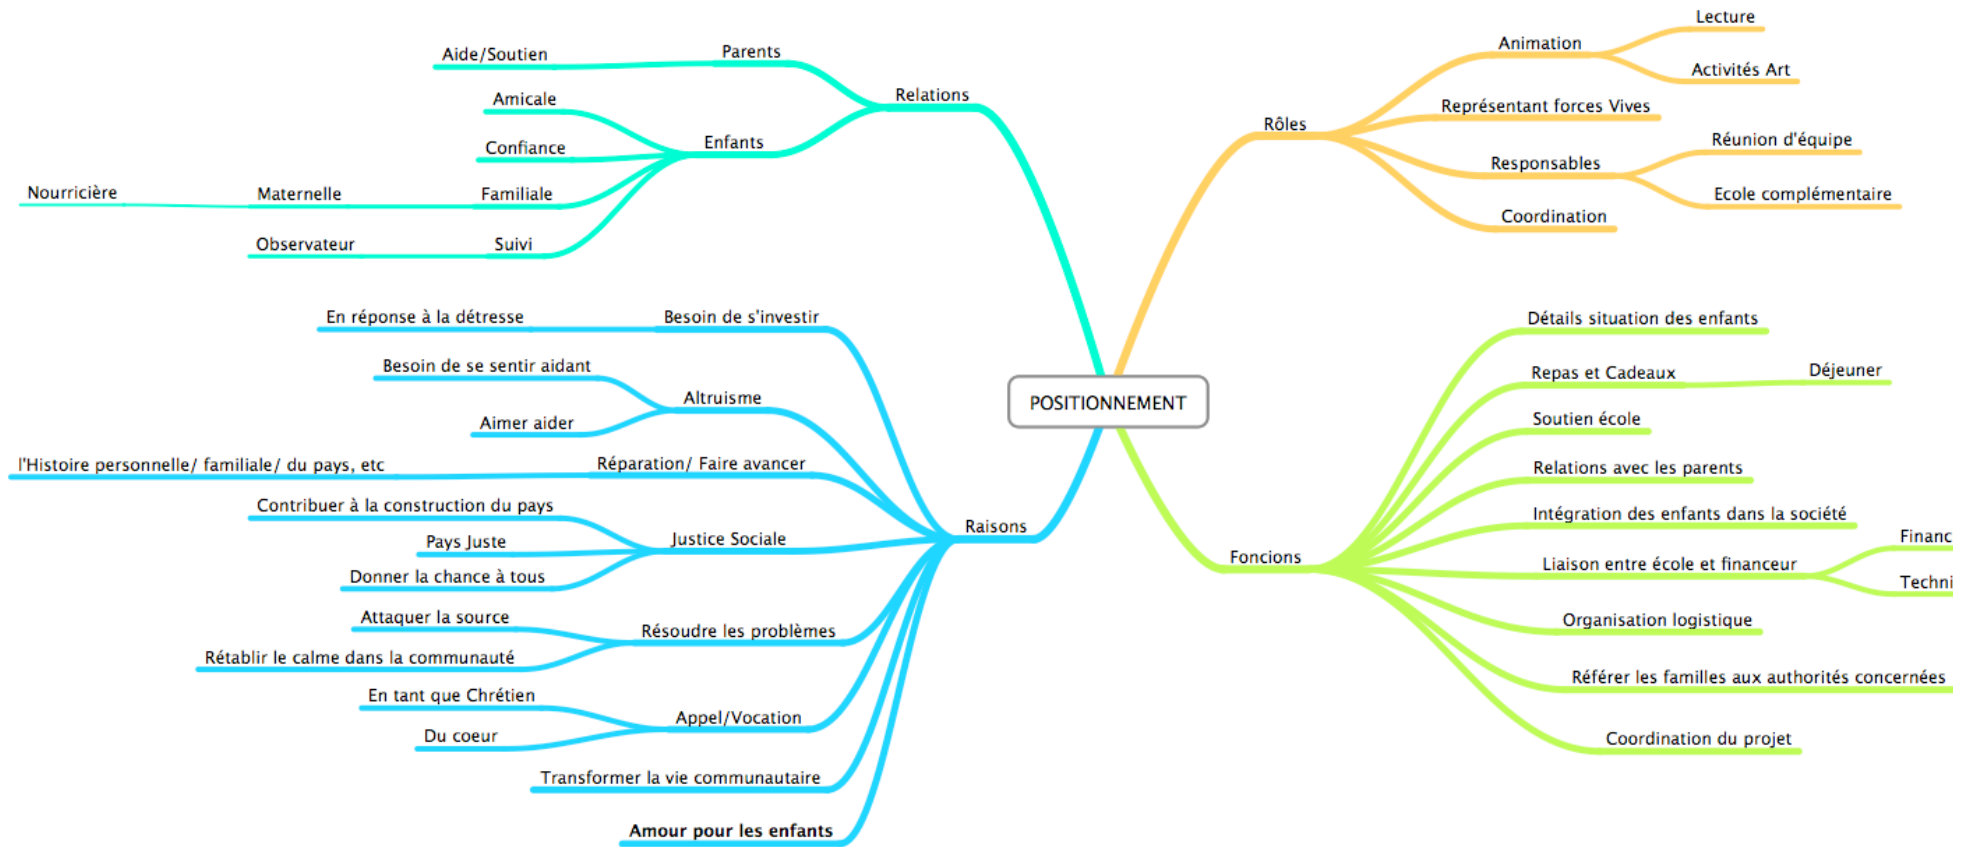 POSITIONNEMENT
Relations
Parents
Aide/Soutien
Enfants
Amicale
Confiance
Familiale
Maternelle
Nourricière
Suivi
Observateur
Rôles
Animation
Lecture
Activités Art
Représentant forces Vives
Responsables
Réunion d'équipe
Ecole complémentaire
Coordination
Raisons
Besoin de s'investir
En réponse à la détresse
Altruisme
Besoin de se sentir aidant
Aimer aider
Réparation/ Faire avancer
l'Histoire personnelle/ familiale/ du pays, etc
Justice Sociale
Contribuer à la construction du pays
Pays Juste
Donner la chance à tous
Résoudre les problèmes
Attaquer la source
Rétablir le calme dans la communauté
Appel/Vocation
En tant que Chrétien
Du coeur
Transformer la vie communautaire
Amour pour les enfants
Foncions
Détails situation des enfants
Repas et Cadeaux
Déjeuner
Soutien école
Relations avec les parents
Intégration des enfants dans la société
Liaison entre école et financeur
Financ
Techni
Organisation logistique
Référer les familles aux authorités concernées
Coordination du projet